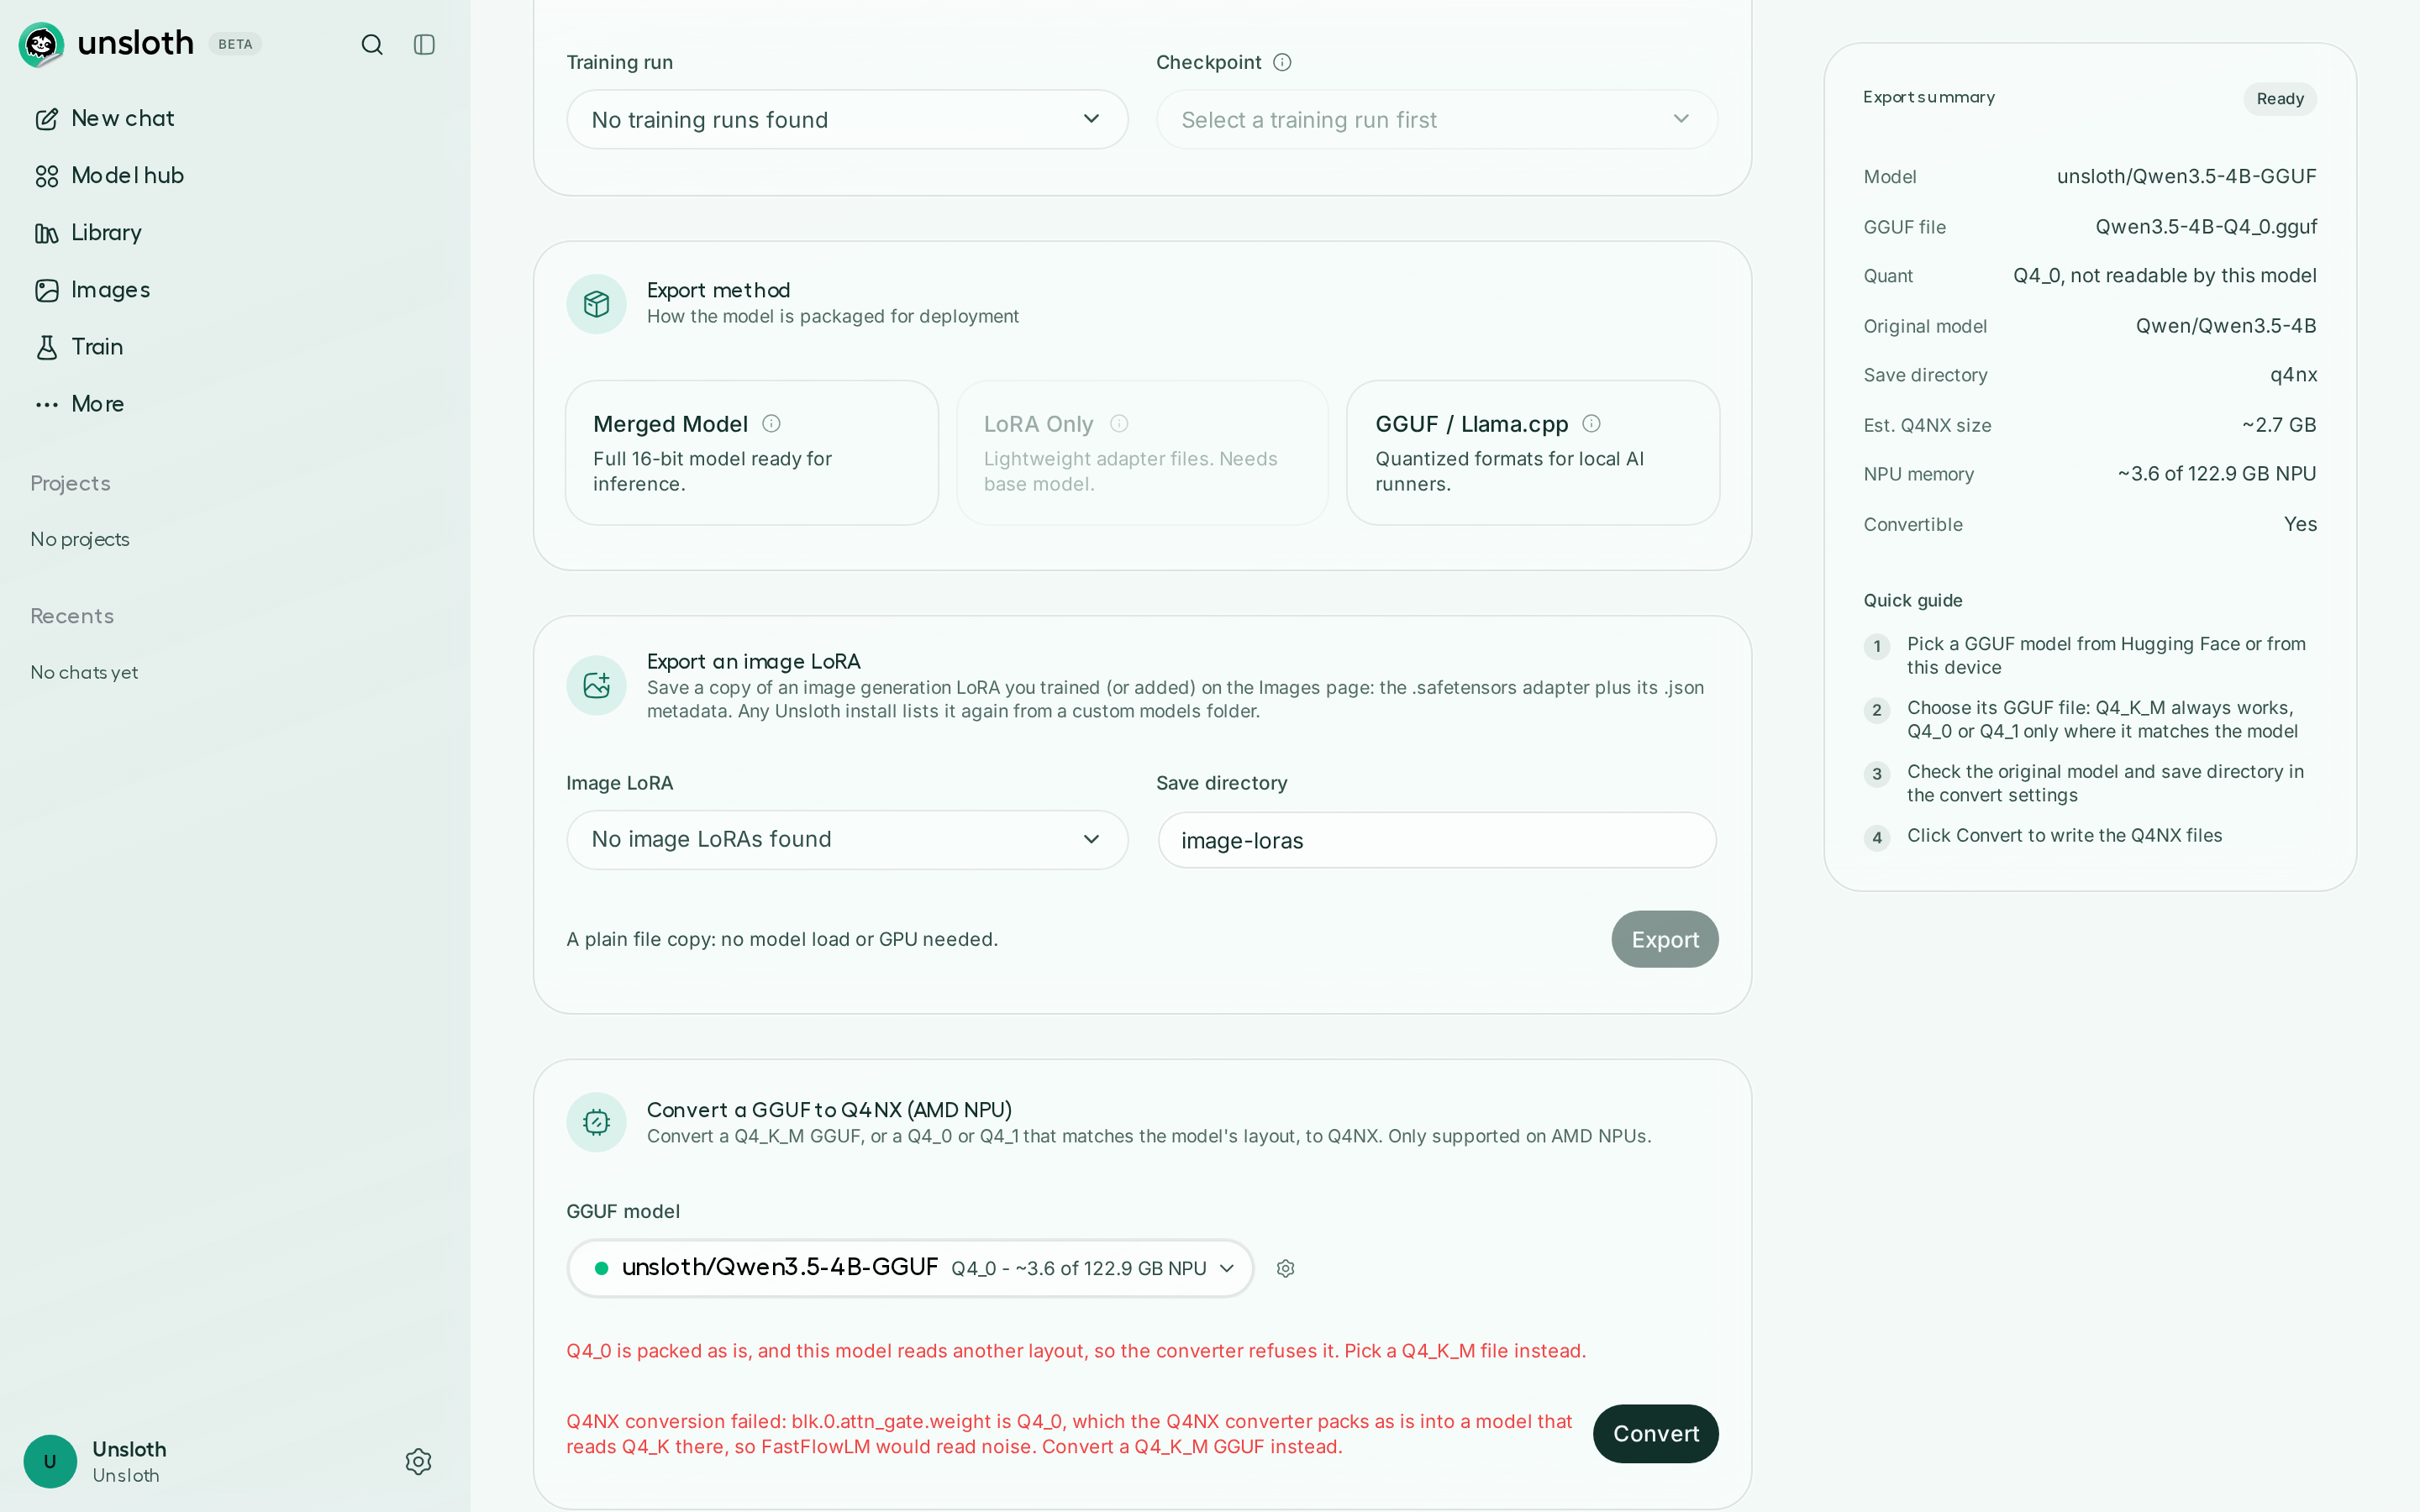 unsloth
BETA
New chat
Model hub
Library
Images
Train
More
Projects
No projects
Recents
No chats yet
U
Unsloth
Unsloth
Training run
Checkpoint
No training runs found
Select a training run first
Export method
How the model is packaged for deployment
Merged Model
Full 16-bit model ready for
inference.
LoRA Only
Lightweight adapter files. Needs
base model.
GGUF / Llama.cpp
Quantized formats for local AI
runners.
Export an image LoRA
Save a copy of an image generation LoRA you trained (or added) on the Images page: the .safetensors adapter plus its .json
metadata. Any Unsloth install lists it again from a custom models folder.
Image LoRA
Save directory
No image LoRAs found
image-loras
A plain file copy: no model load or GPU needed.
Export
Convert a GGUF to Q4NX (AMD NPU)
Convert a Q4_K_M GGUF, or a Q4_0 or Q4_1 that matches the model's layout, to Q4NX. Only supported on AMD NPUs.
GGUF model
unsloth/Qwen3.5-4B-GGUF Q4_0 - ~3.6 of 122.9 GB NPU
Q4_0 is packed as is, and this model reads another layout, so the converter refuses it. Pick a Q4_K_M file instead.
Q4NX conversion failed: blk.0.attn_gate.weight is Q4_0, which the Q4NX converter packs as is into a model that
reads Q4_K there, so FastFlowLM would read noise. Convert a Q4_K_M GGUF instead.
Convert
Export summary
Ready
Model unsloth/Qwen3.5-4B-GGUF
GGUF file Qwen3.5-4B-Q4_0.gguf
Quant Q4_0, not readable by this model
Original model Qwen/Qwen3.5-4B
Save directory q4nx
Est. Q4NX size ~2.7 GB
NPU memory ~3.6 of 122.9 GB NPU
Convertible Yes
Quick guide
1 Pick a GGUF model from Hugging Face or from
this device
2 Choose its GGUF file: Q4_K_M always works,
Q4_0 or Q4_1 only where it matches the model
3 Check the original model and save directory in
the convert settings
4 Click Convert to write the Q4NX files